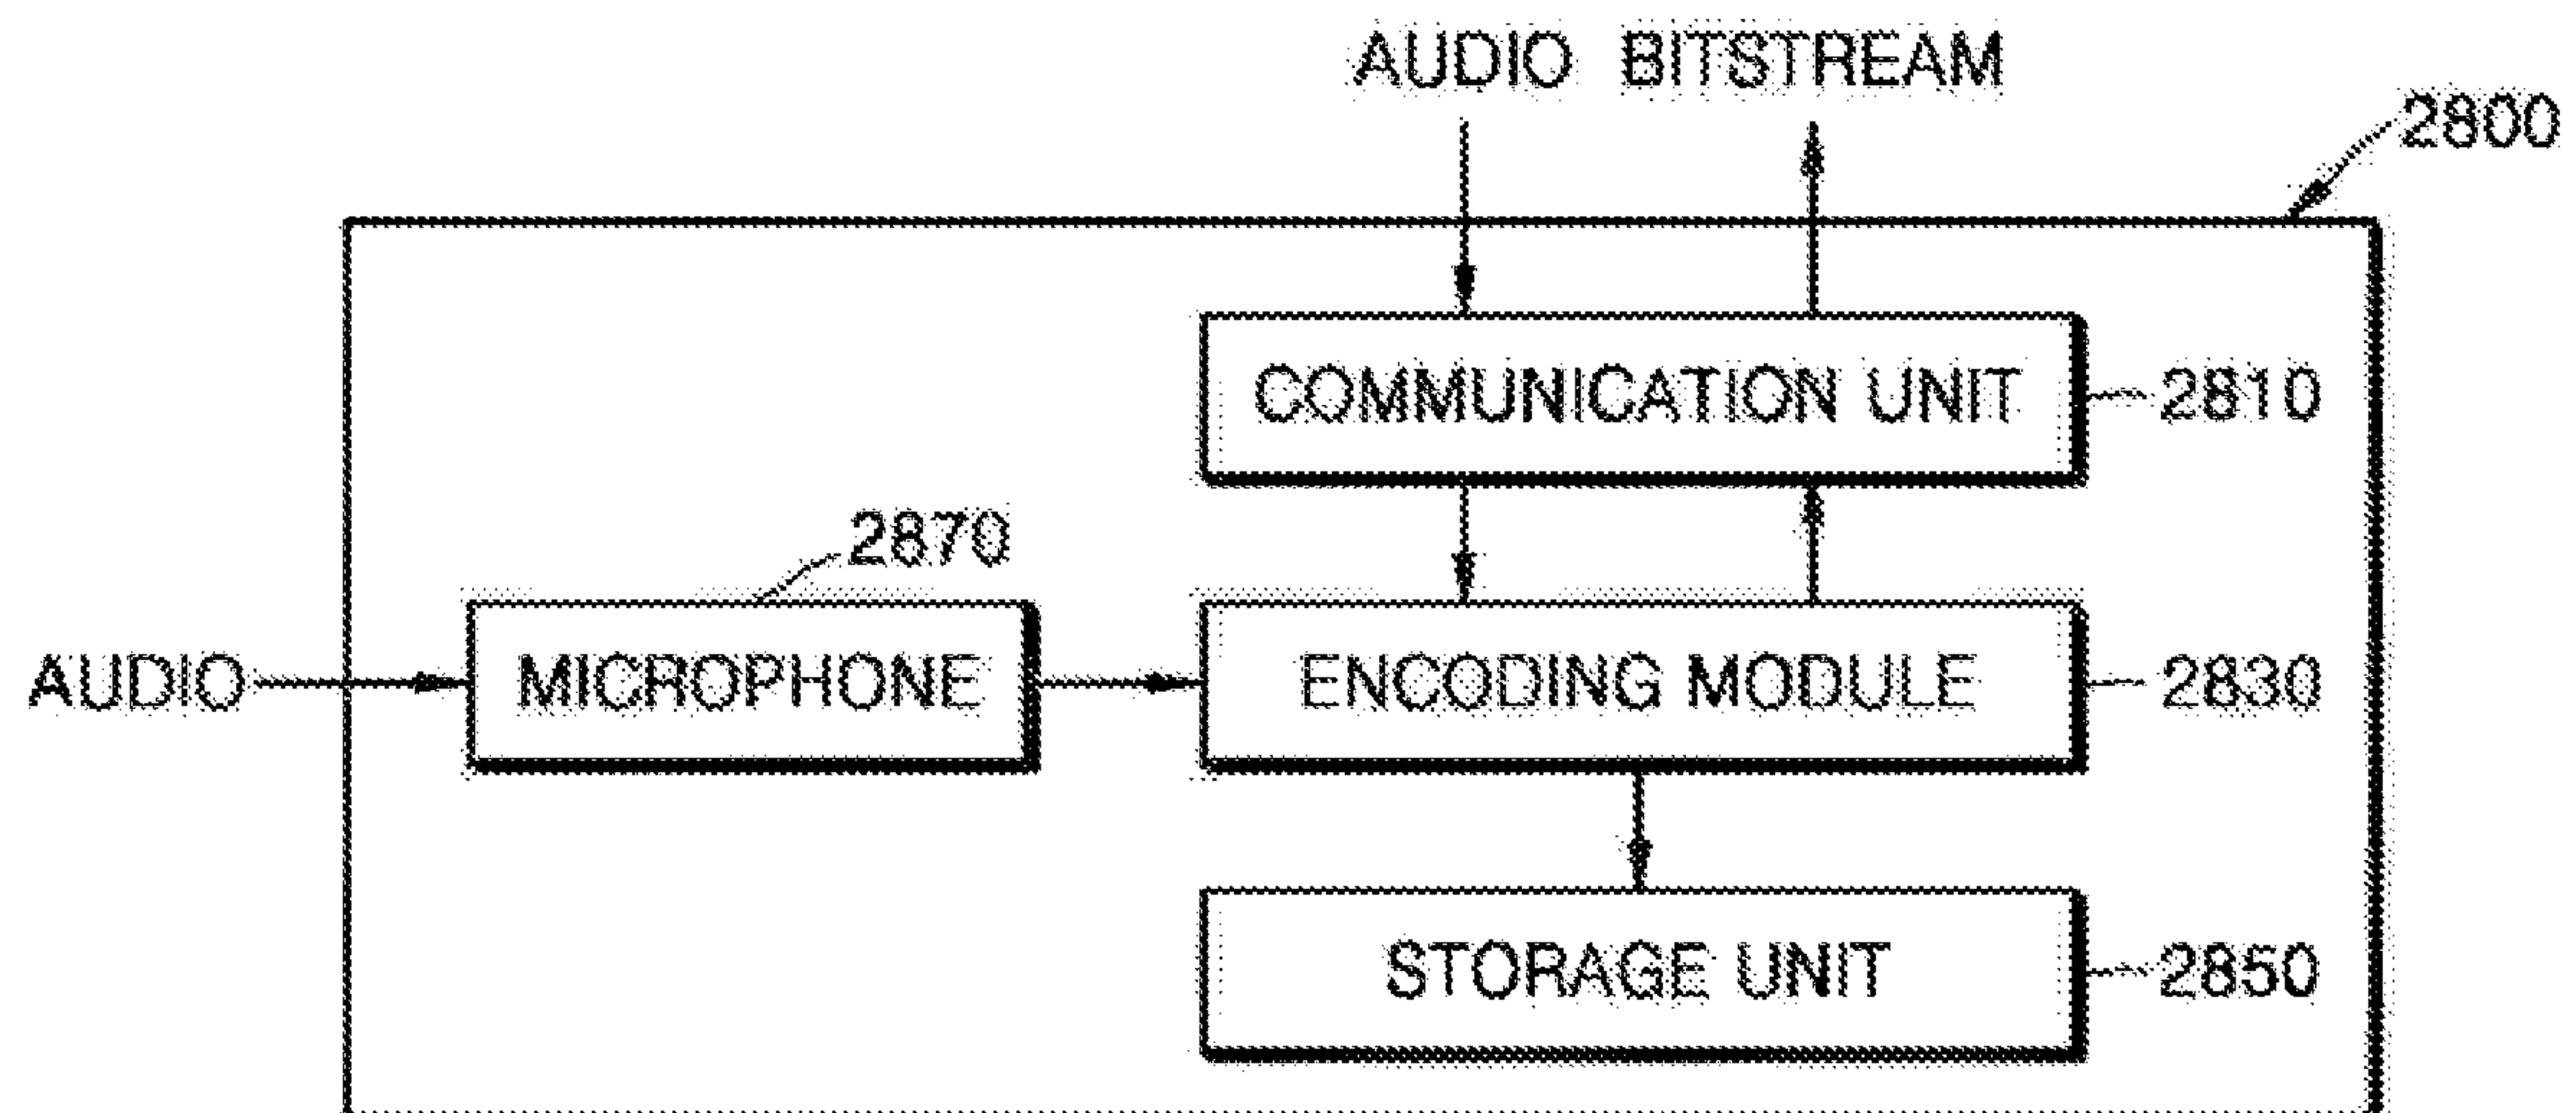 AUDIO BITSTREAM
2800
COMMUNICATION UNIT
2810
2870
AUDIO
MICROPHONE
ENCODING MODULE
2830
STORAGE UNIT
2850